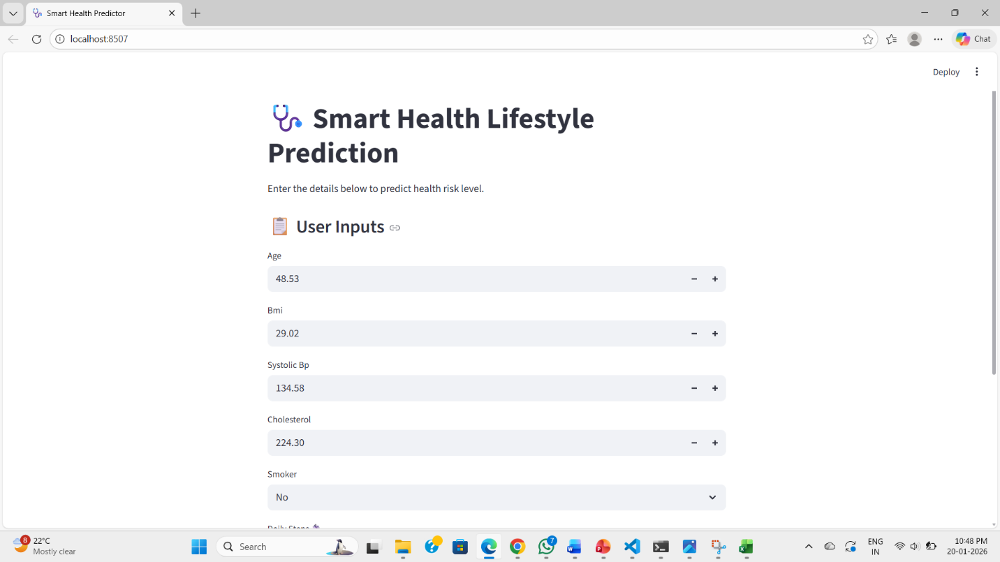 Smart Health Predictor
localhost:8507
Chat
Deploy
Smart Health Lifestyle
Prediction
Enter the details below to predict health risk level.
User Inputs
Age
48.53
Bmi
29.02
Systolic Bp
134.58
Cholesterol
224.30
Smoker
No
Daily Steps
8
22°C
Mostly clear
Search
7
ENG
IN
10:48 PM
20-01-2026